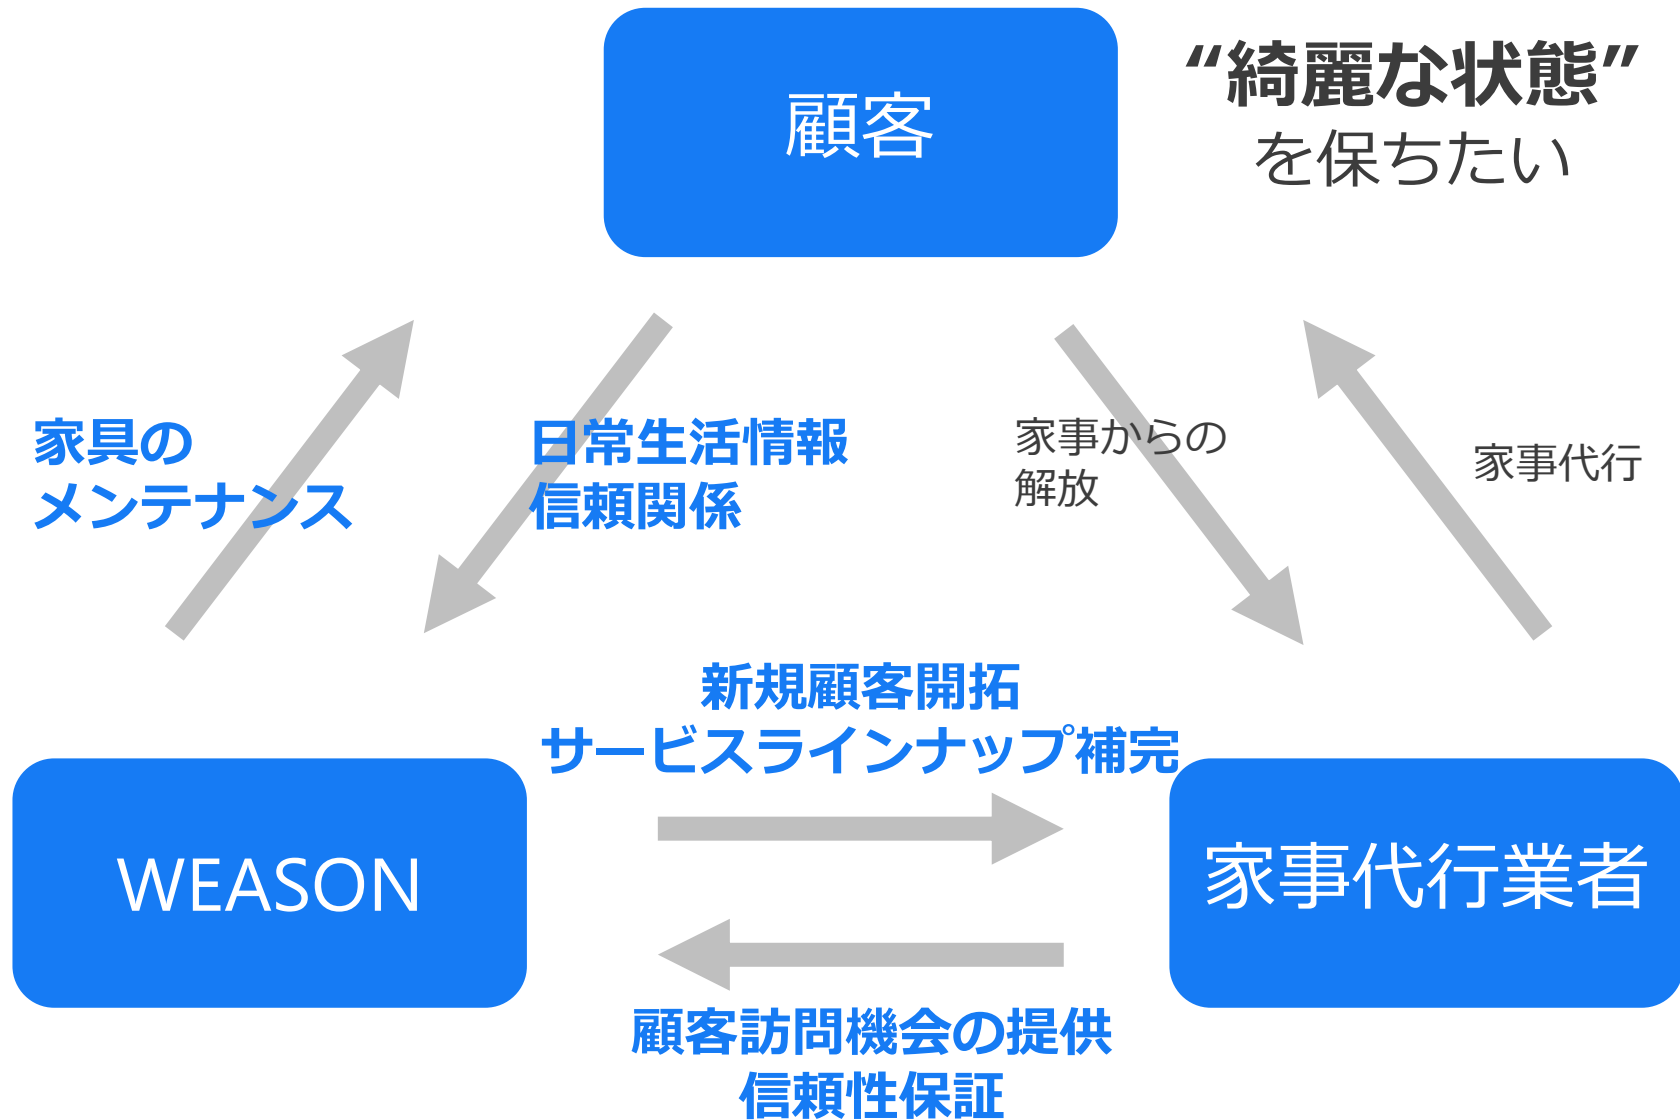 顧客
“綺麗な状態”
を保ちたい
家具の
メンテナンス
日常生活情報
信頼関係
家事からの
解放
家事代行
新規顧客開拓
サービスラインナップ補完
WEASON
家事代行業者
顧客訪問機会の提供
信頼性保証